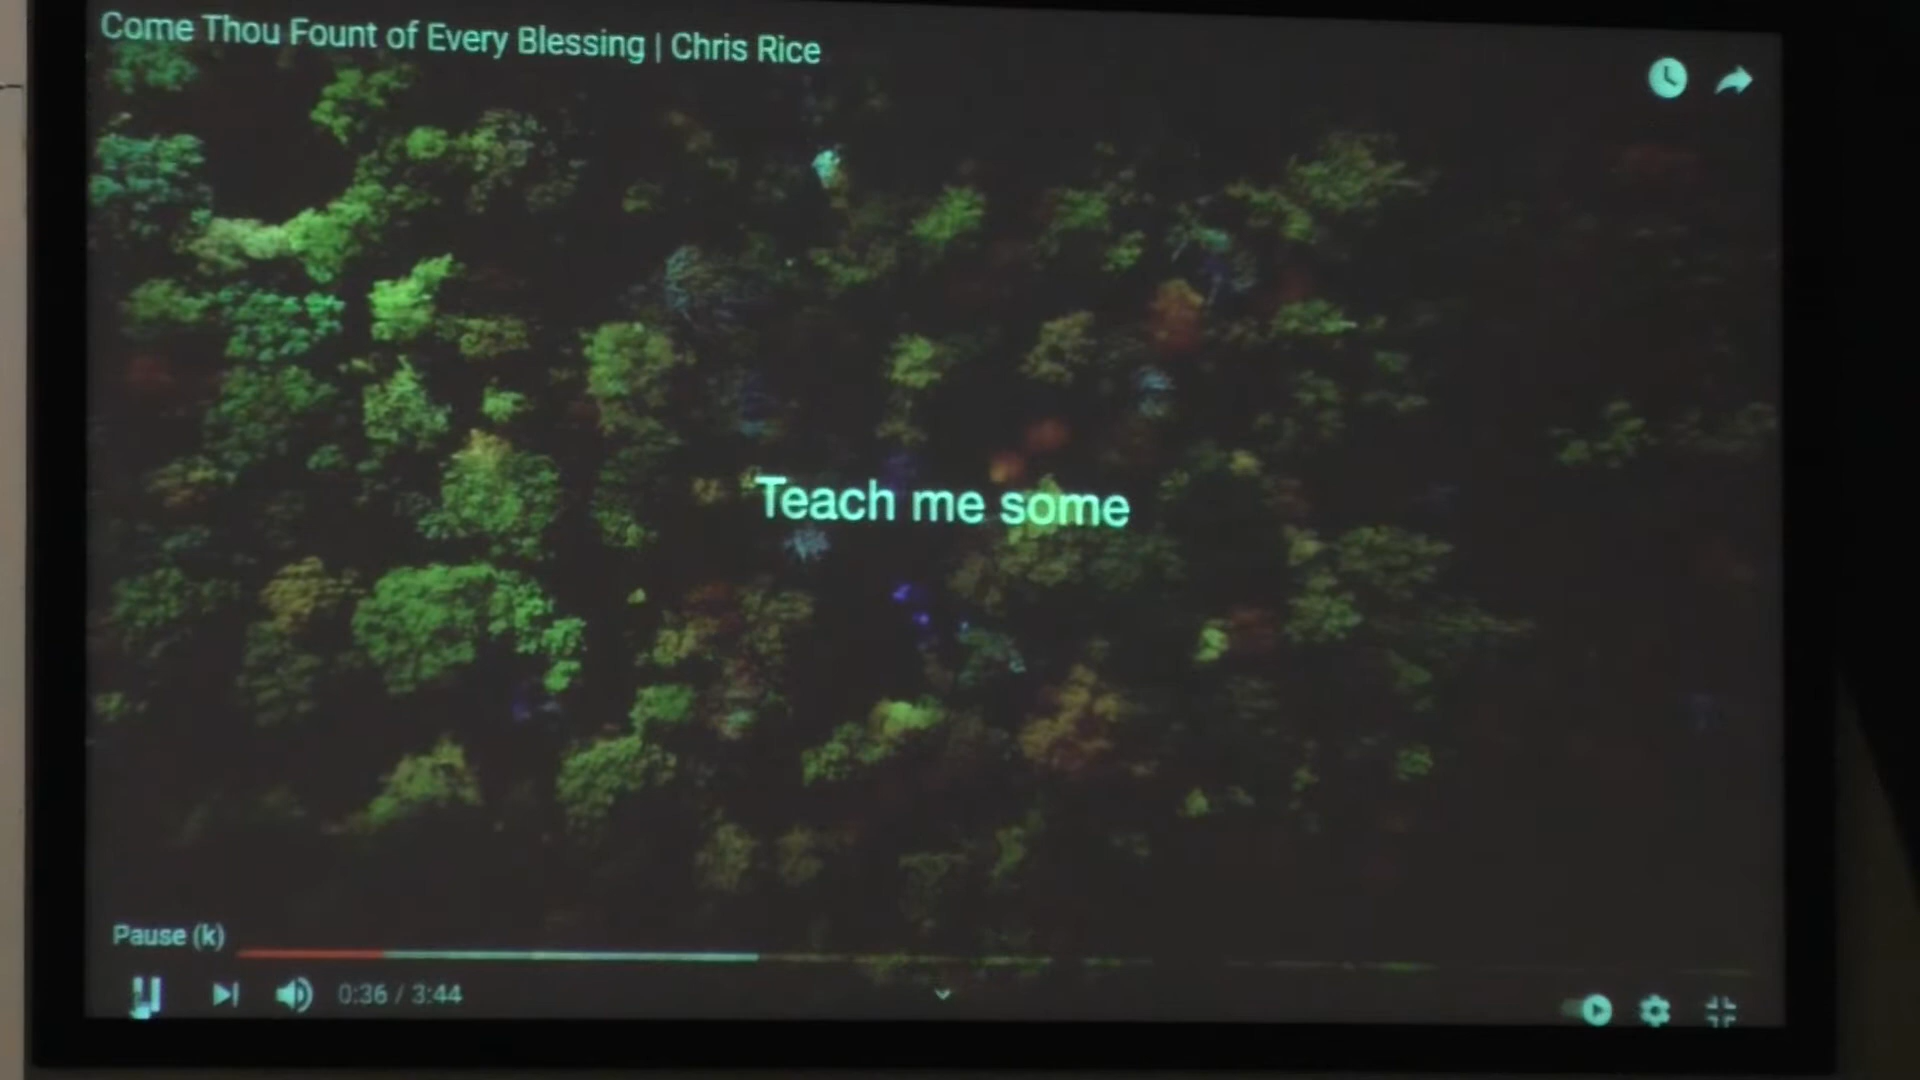 Come Thou Fount of Every Blessing | Chris Rice
Teach me some
Pause (k)
0:36 / 3:44